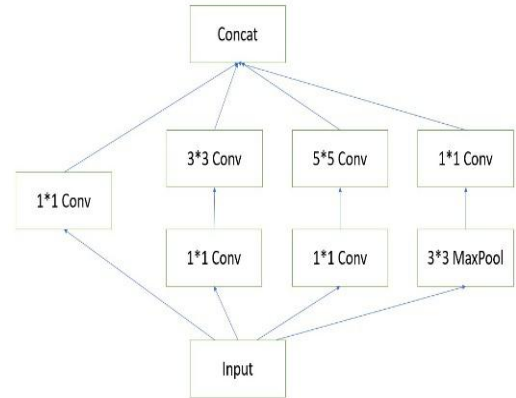 Concat
3*3 Conv
5*5 Conv
1*1 Conv
1*1 Conv
1*1 Conv
1*1 Conv
3*3 MaxPool
Input